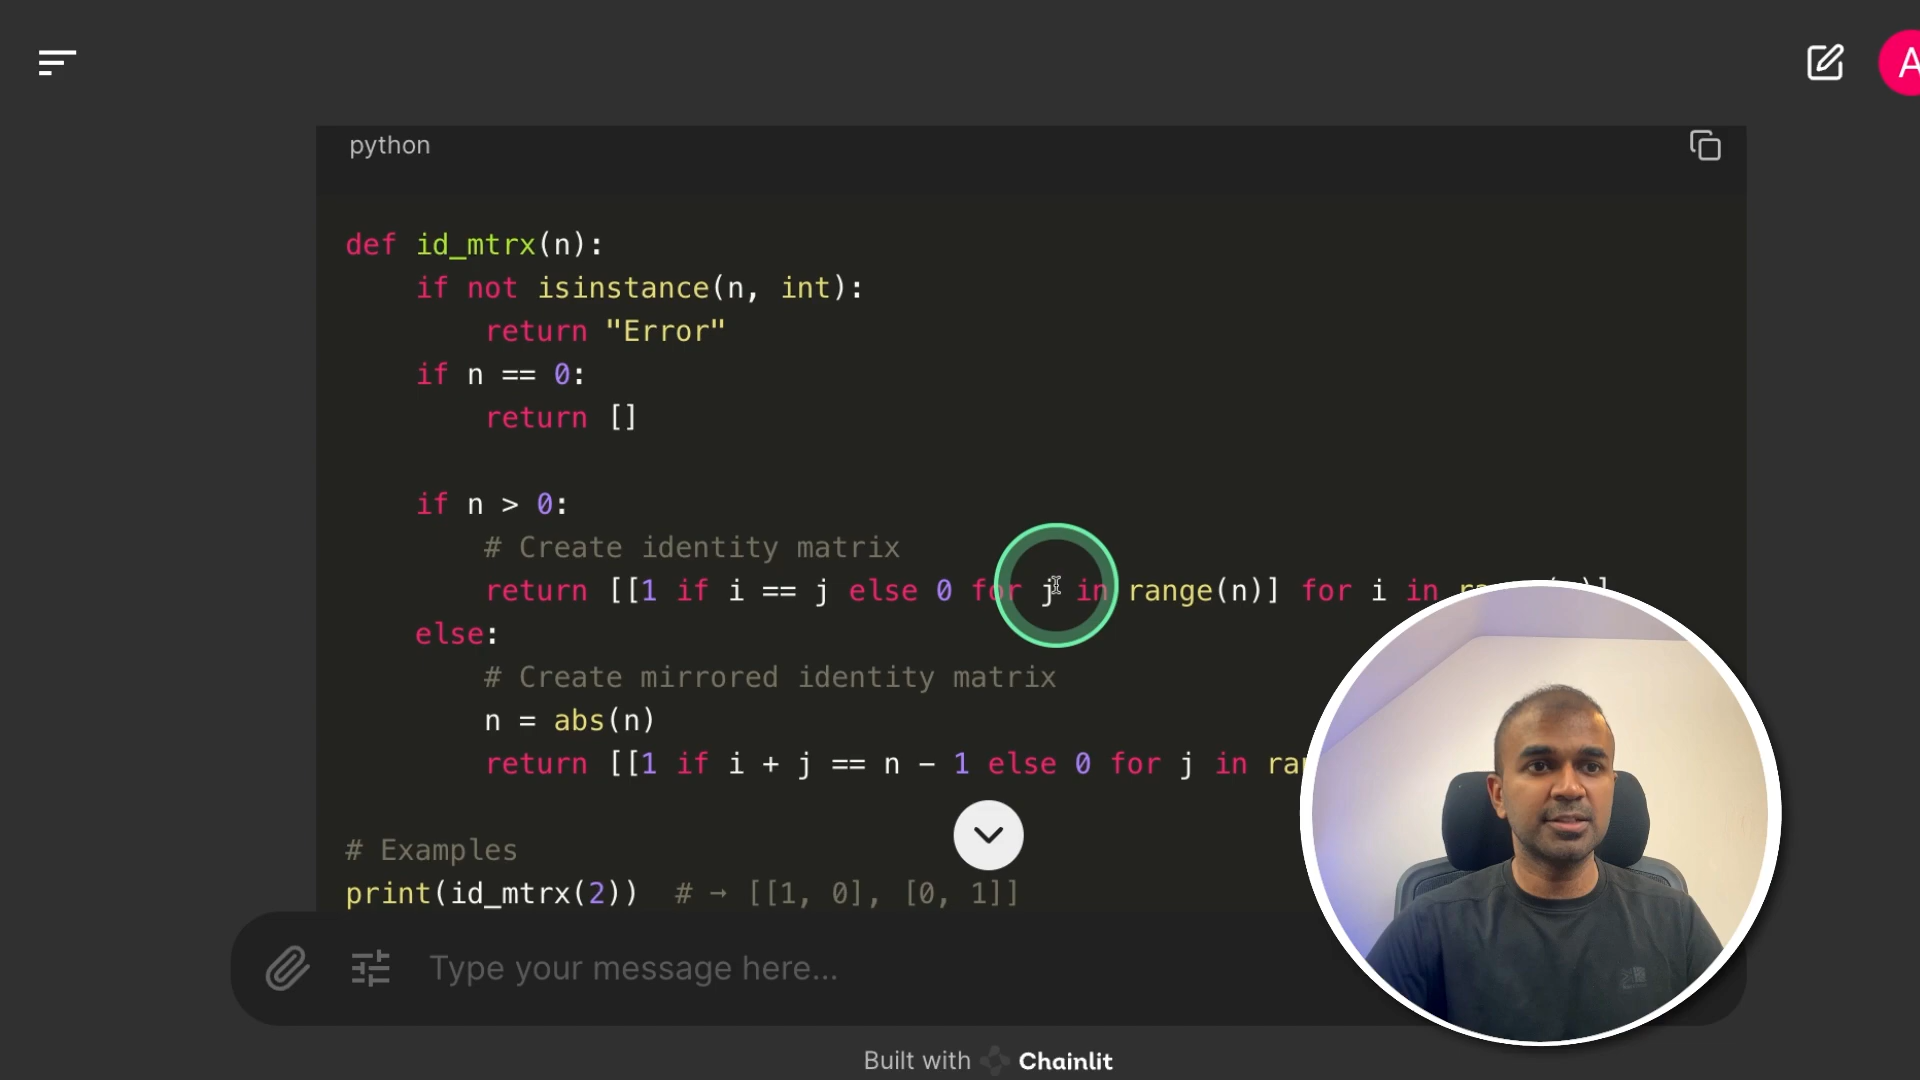 A
python
def id_mtrx(n):
if not isinstance(n, int):
return "Error"
if n == 0:
return []
if n > 0:
# Create identity matrix
return [[1 if i == j else 0 for j in range(n)] for i in
else:
# Create mirrored identity matrix
n = abs(n)
return [[1 if i + j == n - 1 else 0 for j in
# Examples
print(id_mtrx(2))  # → [[1, 0], [0, 1]]
Type your message here...
Built with Chainlit